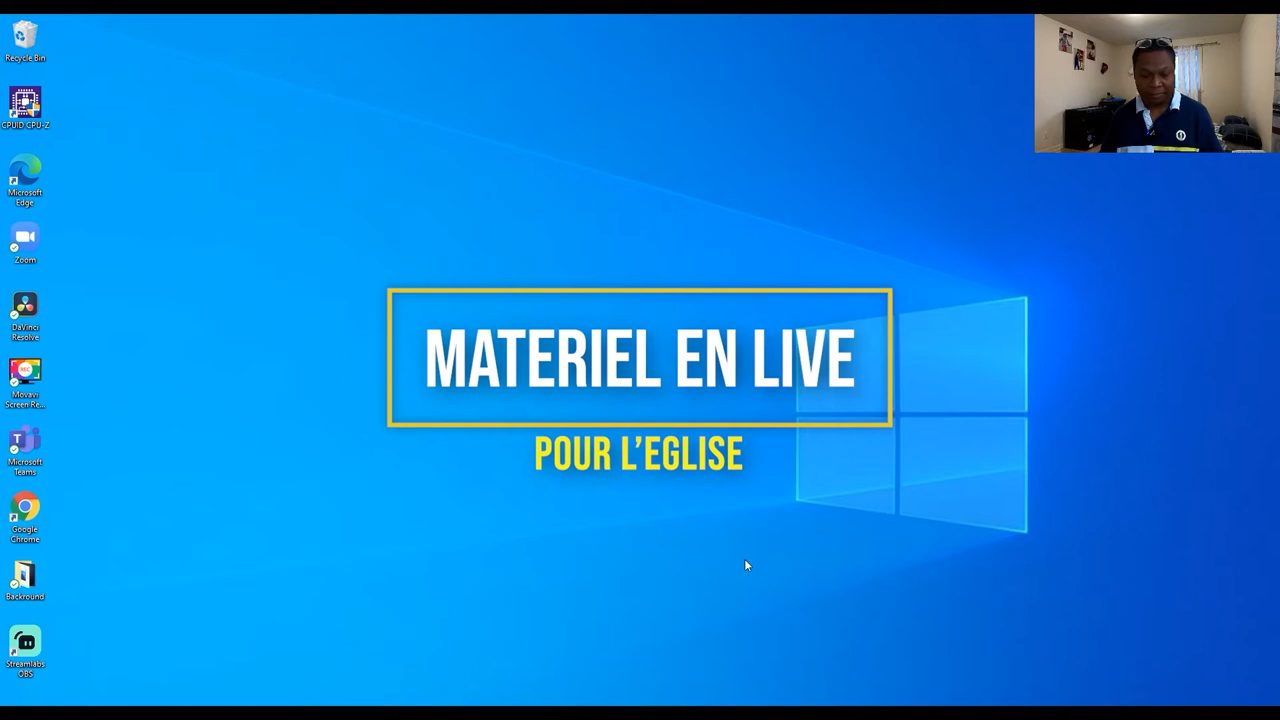 Recycle Bin
CPUID CPU-Z
Microsoft
Edge
Zoom
DaVinci
Resolve
REC
Movavi
Screen Re...
Microsoft
Teams
Google
Chrome
Backround
Streamlabs
OBS
MATERIEL EN LIVE
POUR L’EGLISE